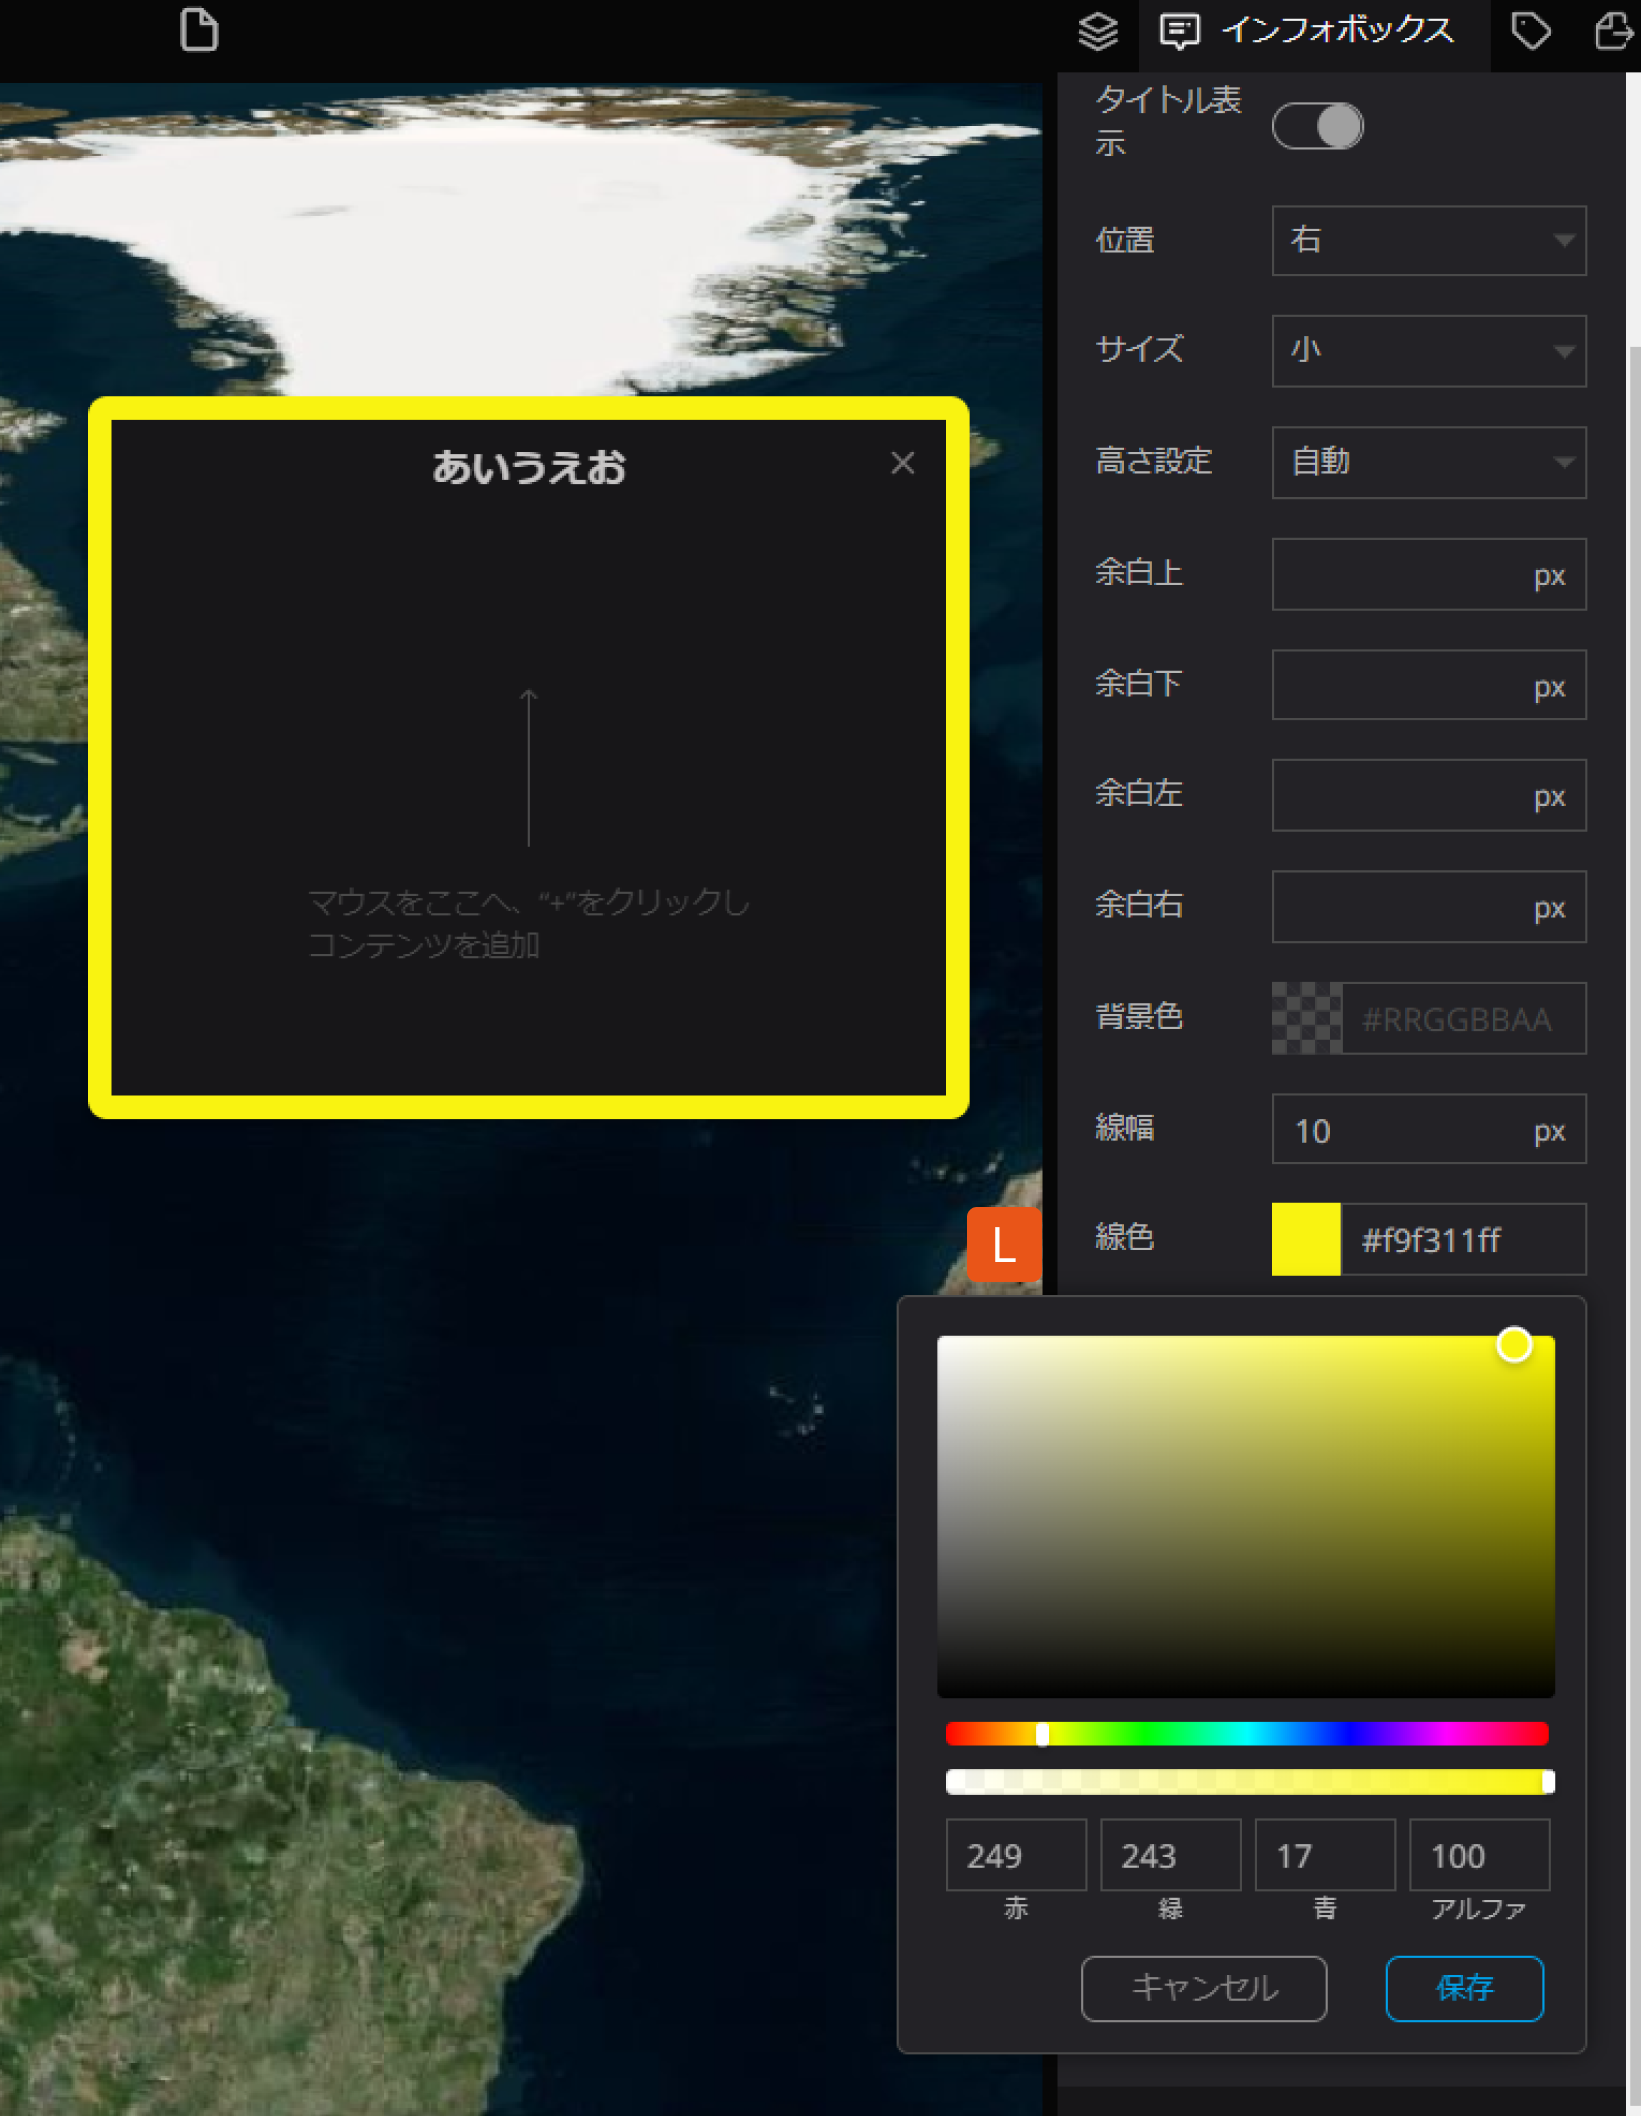 インフォボックス
タイトル表
示
位置
右
サイズ
小
高さ設定
自動
余白上
px
余白下
px
余白左
px
余白右
px
背景色
#RRGGBBAA
線幅
10
px
線色
#f9f311ff
あいうえお
マウスをここへ、“+”をクリックし
コンテンツを追加
L
249
243
17
100
赤
緑
青
アルファ
キャンセル
保存